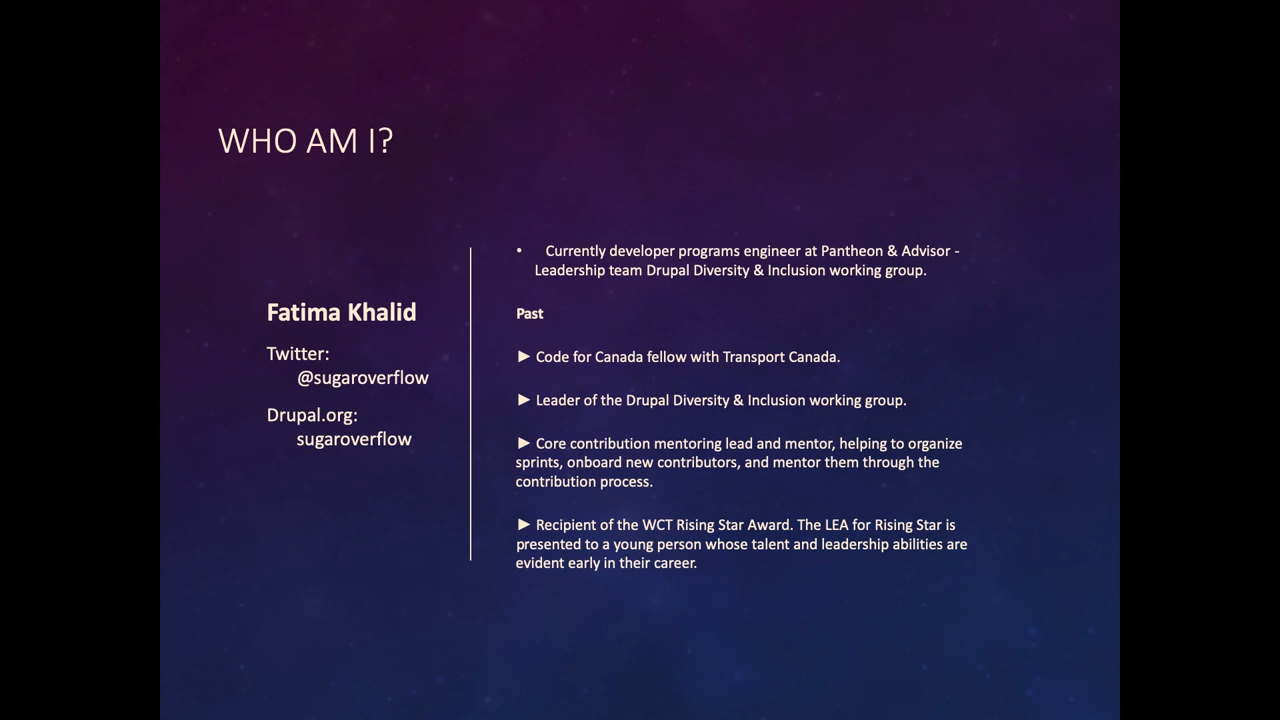 WHO AM I?
Fatima Khalid
Twitter:
@sugaroverflow
Drupal.org:
sugaroverflow
• Currently developer programs engineer at Pantheon & Advisor -
Leadership team Drupal Diversity & Inclusion working group.
Past
► Code for Canada fellow with Transport Canada.
► Leader of the Drupal Diversity & Inclusion working group.
► Core contribution mentoring lead and mentor, helping to organize
sprints, onboard new contributors, and mentor them through the
contribution process.
► Recipient of the WCT Rising Star Award. The LEA for Rising Star is
presented to a young person whose talent and leadership abilities are
evident early in their career.